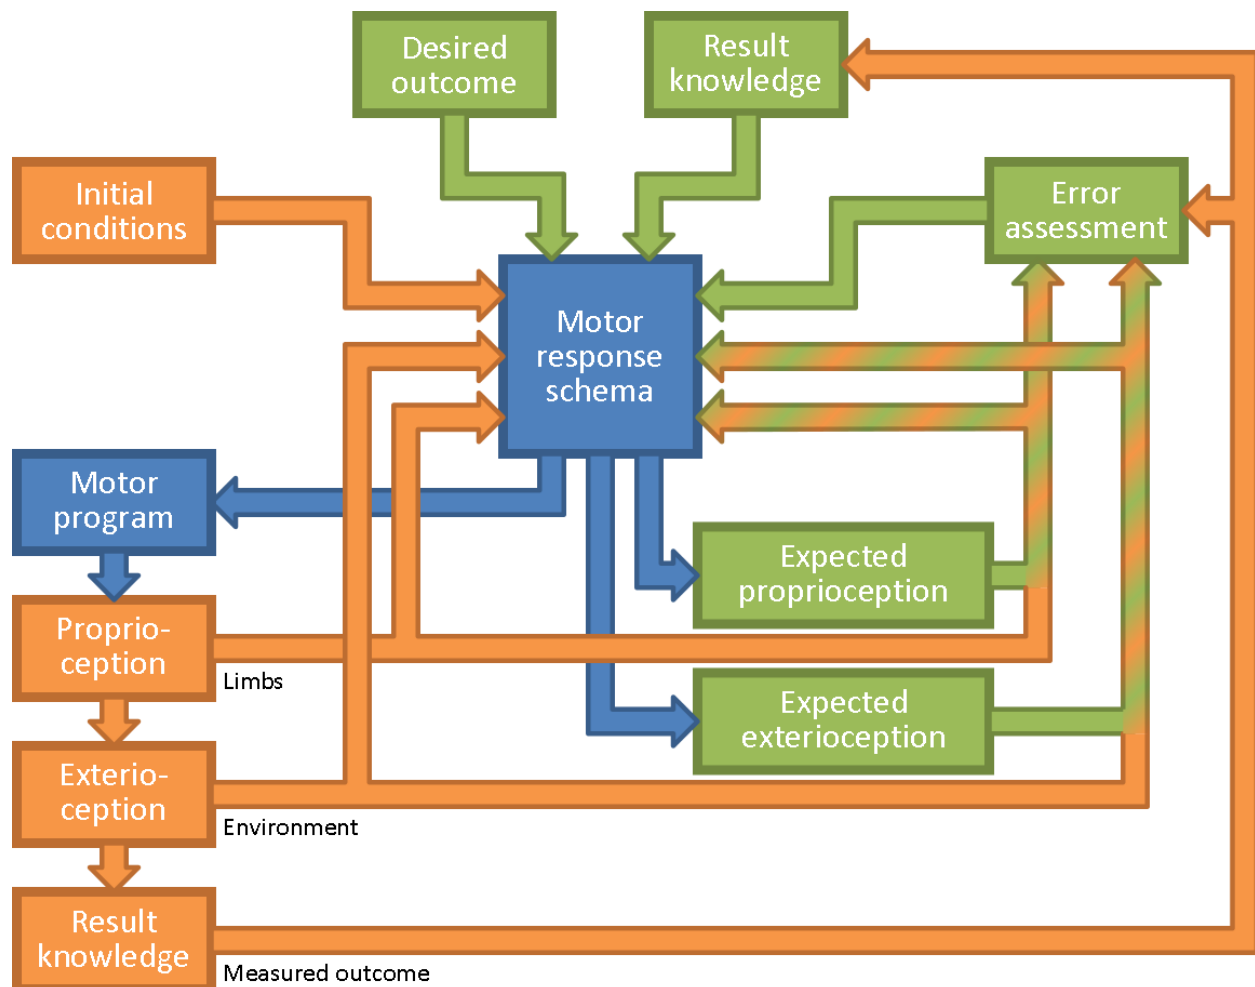 Desired
outcome
Result
knowledge
Initial
conditions
Error
assessment
Motor
response
schema
Motor
program
Expected
proprioception
Proprio-
ception
Limbs
Expected
exterioception
Exterio-
ception
Environment
Result
knowledge
Measured outcome